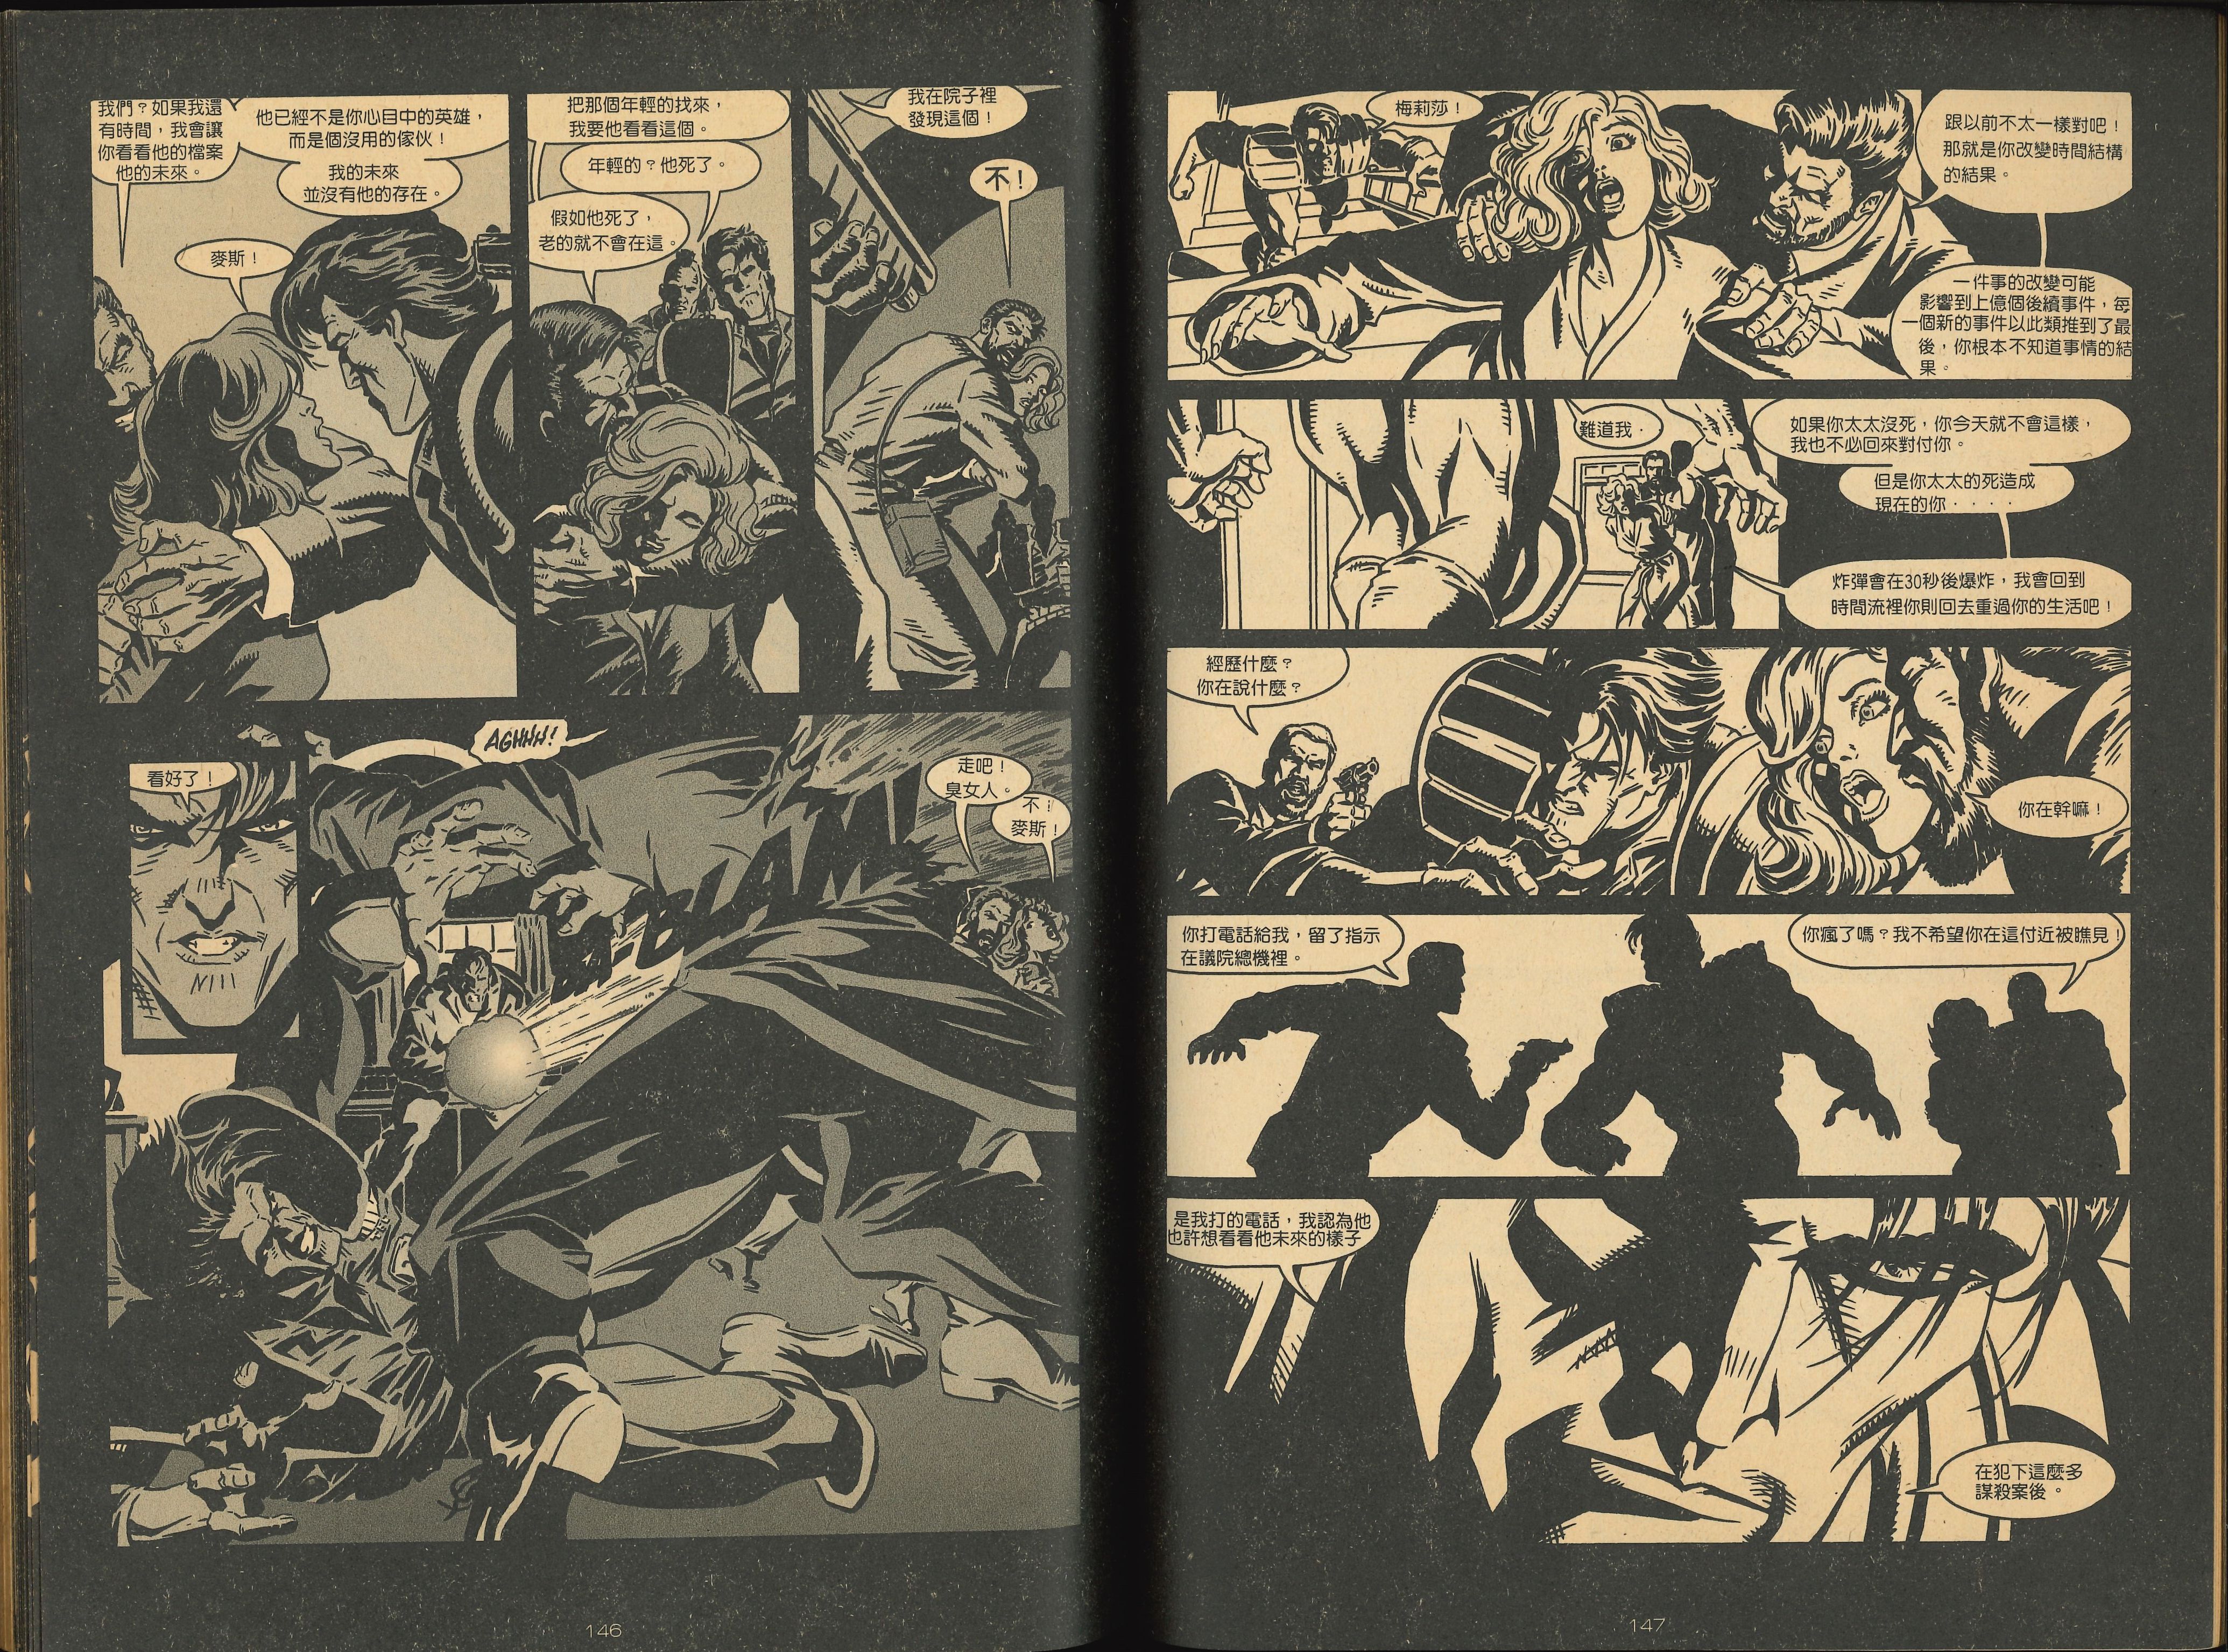 我們？如果我還
有時間，我會讓
你看看他的檔案
他的未來。
他已經不是你心目中的英雄，
而是個沒用的傢伙！
我的未來
並沒有他的存在。
麥斯！
把那個年輕的找來，
我要他看看這個。
年輕的？他死了。
假如他死了，
老的就不會在這。
我在院子裡
發現這個！
不！
看好了！
AGHHH!
BLAM
走吧！
臭女人。
不！
麥斯！
146
梅莉莎！
跟以前不太一樣對吧！
那就是你改變時間結構
的結果。
一件事的改變可能
影響到上億個後續事件，每
一個新的事件以此類推到了最
後，你根本不知道事情的結
果。
難道我．
如果你太太沒死，你今天就不會這樣，
我也不必回來對付你。
但是你太太的死造成
現在的你．．．．
炸彈會在30秒後爆炸，我會回到
時間流裡你則回去重過你的生活吧！
經歷什麼？
你在說什麼？
你在幹嘛！
你打電話給我，留了指示
在議院總機裡。
你瘋了嗎？我不希望你在這付近被瞧見！
是我打的電話，我認為他
也許想看看他未來的樣子
在犯下這麼多
謀殺案後。
147